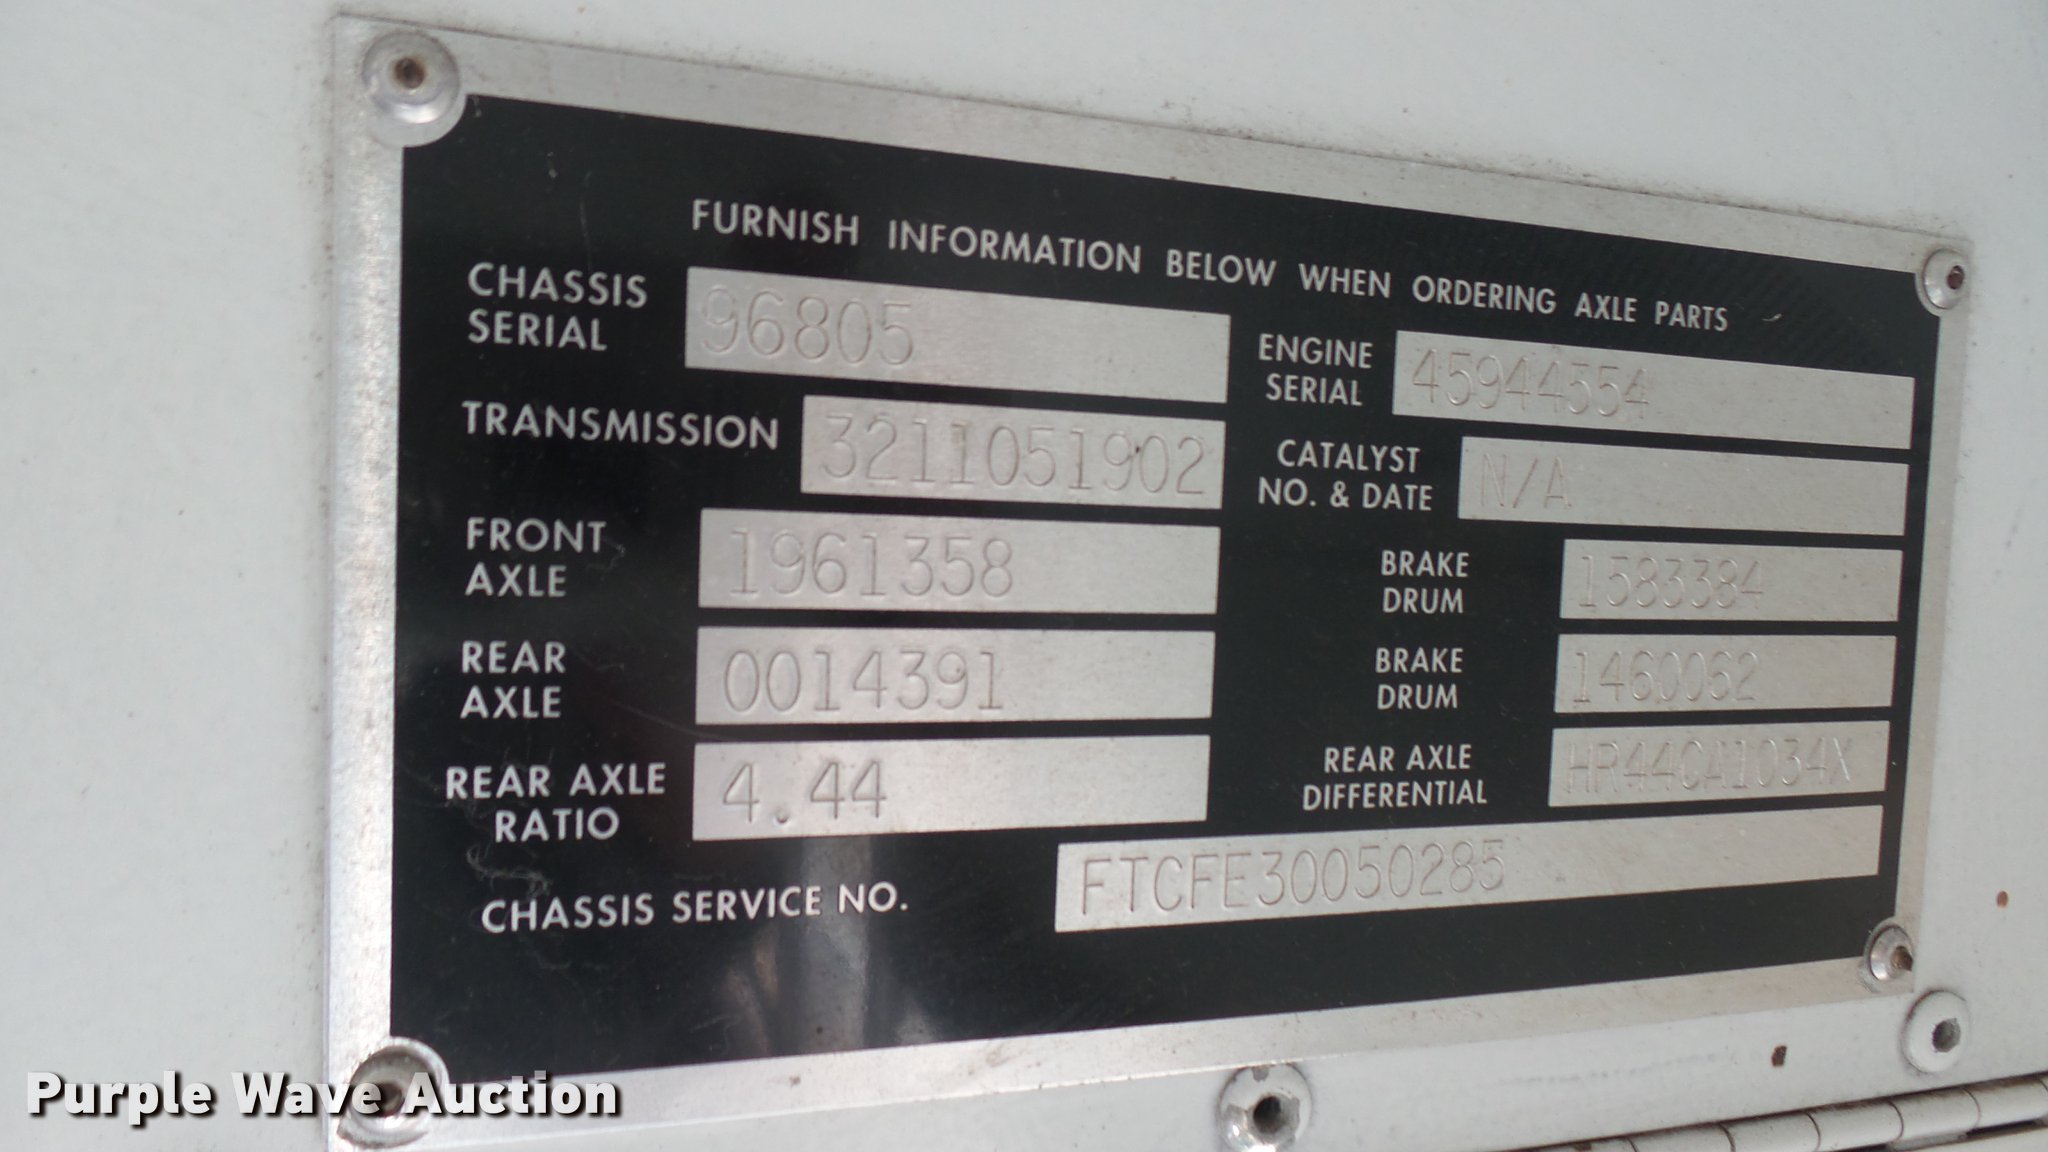 FURNISH INFORMATION BELOW WHEN ORDERING AXLE PARTS
CHASSIS
SERIAL
96805
TRANSMISSION
3211051902
FRONT
AXLE
1961358
REAR
AXLE
0014391
REAR AXLE
RATIO
4.44
ENGINE
SERIAL
45944554
CATALYST
NO. & DATE
N/A
BRAKE
DRUM
1583384
BRAKE
DRUM
1460062
REAR AXLE
DIFFERENTIAL
HR44CA1034X
CHASSIS SERVICE NO.
FTCFE30050285
Purple Wave Auction